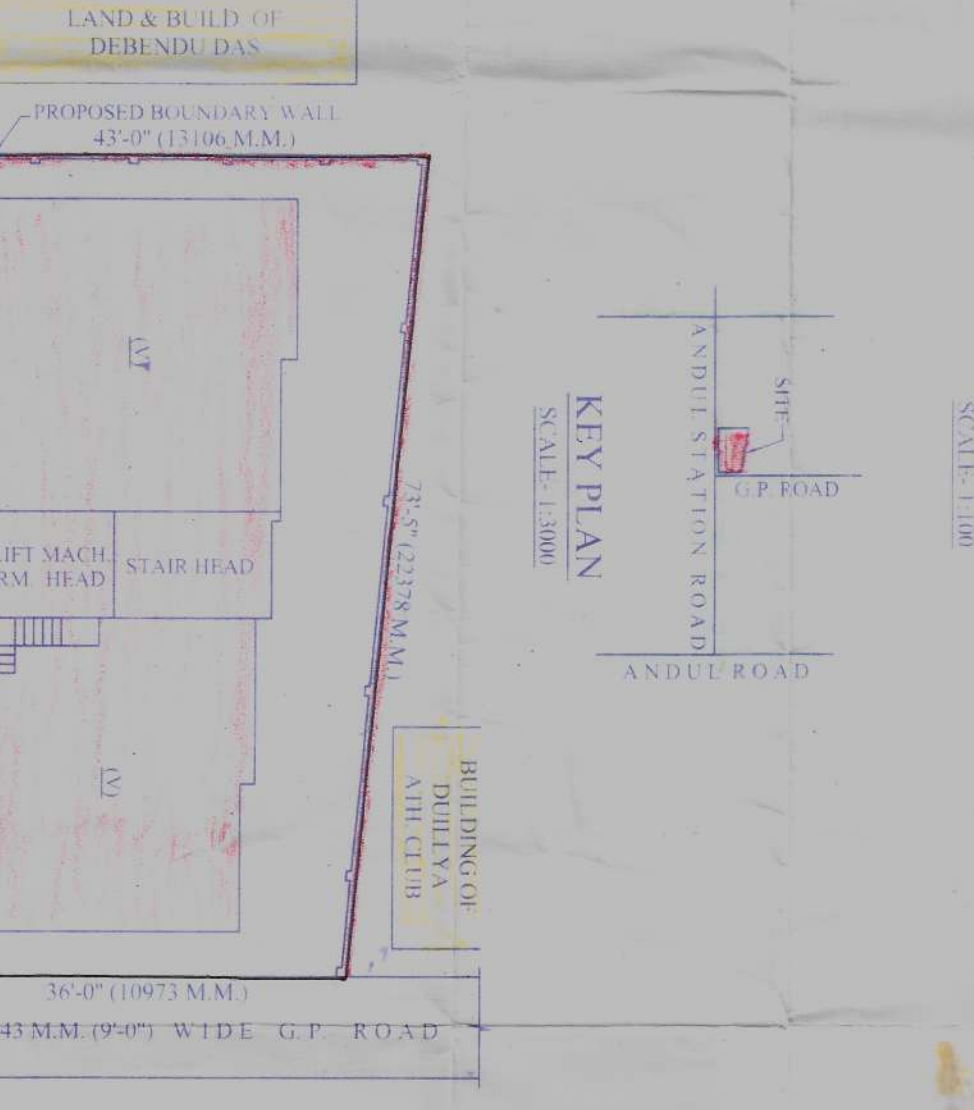 LAND & BUILD OF
DEBENDU DAS
PROPOSED BOUNDARY WALL
43'-0" (13106 M.M.)
(V)
LIFT MACH.
RM. HEAD
STAIR HEAD
(V)
73'-5" (22378 M.M.)
BUILDING OF
DUILLYA
ATH. CLUB
36'-0" (10973 M.M.)
43 M.M. (9'-0") WIDE G.P. ROAD
ANDUL STATION ROAD
SITE
G.P. ROAD
ANDUL ROAD
KEY PLAN
SCALE- 1:3000
SCALE- 1:100